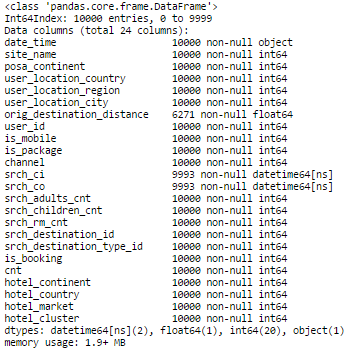 <class 'pandas.core.frame.DataFrame'>
Int64Index: 10000 entries, 0 to 9999
Data columns (total 24 columns):
date_time                    10000 non-null object
site_name                    10000 non-null int64
posa_continent               10000 non-null int64
user_location_country        10000 non-null int64
user_location_region         10000 non-null int64
user_location_city           10000 non-null int64
orig_destination_distance    6271 non-null float64
user_id                      10000 non-null int64
is_mobile                    10000 non-null int64
is_package                   10000 non-null int64
channel                      10000 non-null int64
srch_ci                      9993 non-null datetime64[ns]
srch_co                      9993 non-null datetime64[ns]
srch_adults_cnt              10000 non-null int64
srch_children_cnt            10000 non-null int64
srch_rm_cnt                  10000 non-null int64
srch_destination_id          10000 non-null int64
srch_destination_type_id     10000 non-null int64
is_booking                   10000 non-null int64
cnt                          10000 non-null int64
hotel_continent              10000 non-null int64
hotel_country                10000 non-null int64
hotel_market                 10000 non-null int64
hotel_cluster                10000 non-null int64
dtypes: datetime64[ns](2), float64(1), int64(20), object(1)
memory usage: 1.9+ MB